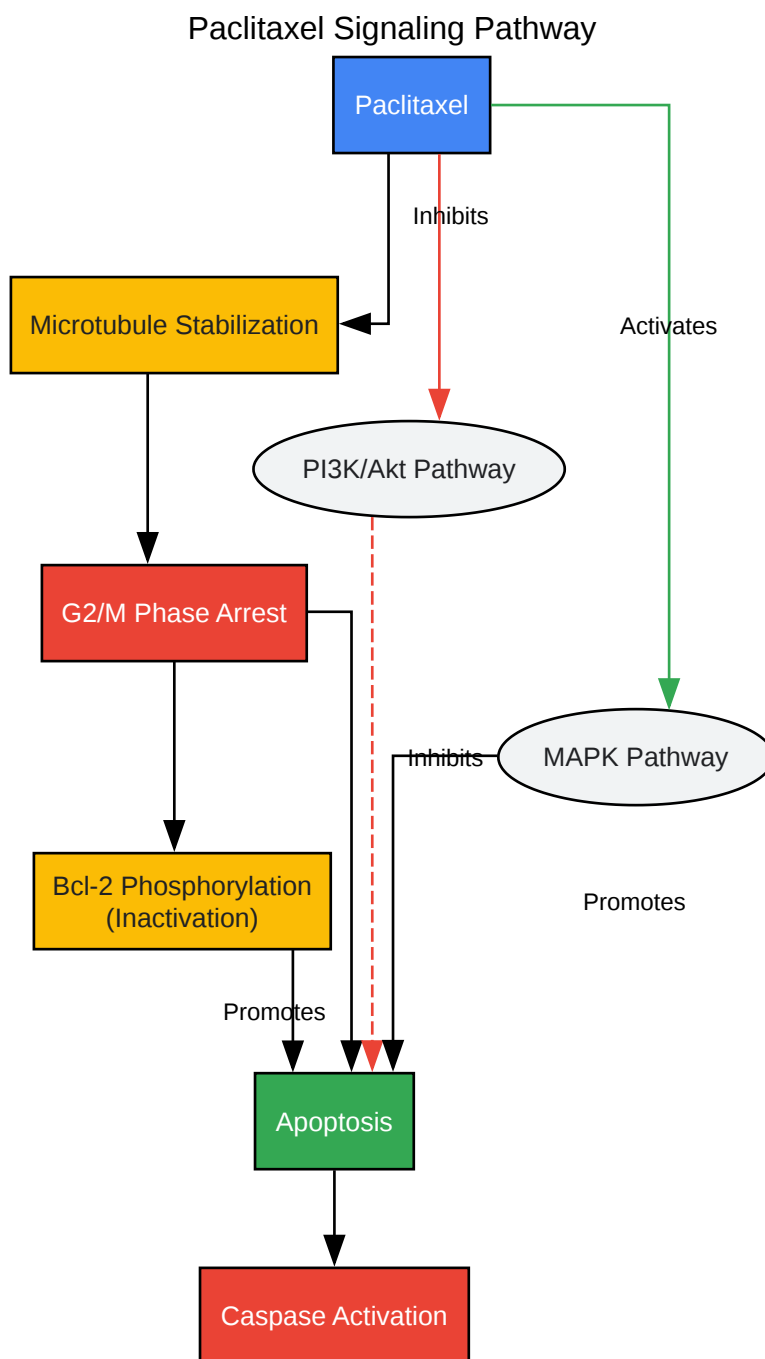 Paclitaxel Signaling Pathway
Paclitaxel
Inhibits
Microtubule Stabilization
Activates
PI3K/Akt Pathway
G2/M Phase Arrest
Inhibits
MAPK Pathway
Bcl-2 Phosphorylation
(Inactivation)
Promotes
Promotes
Apoptosis
Caspase Activation